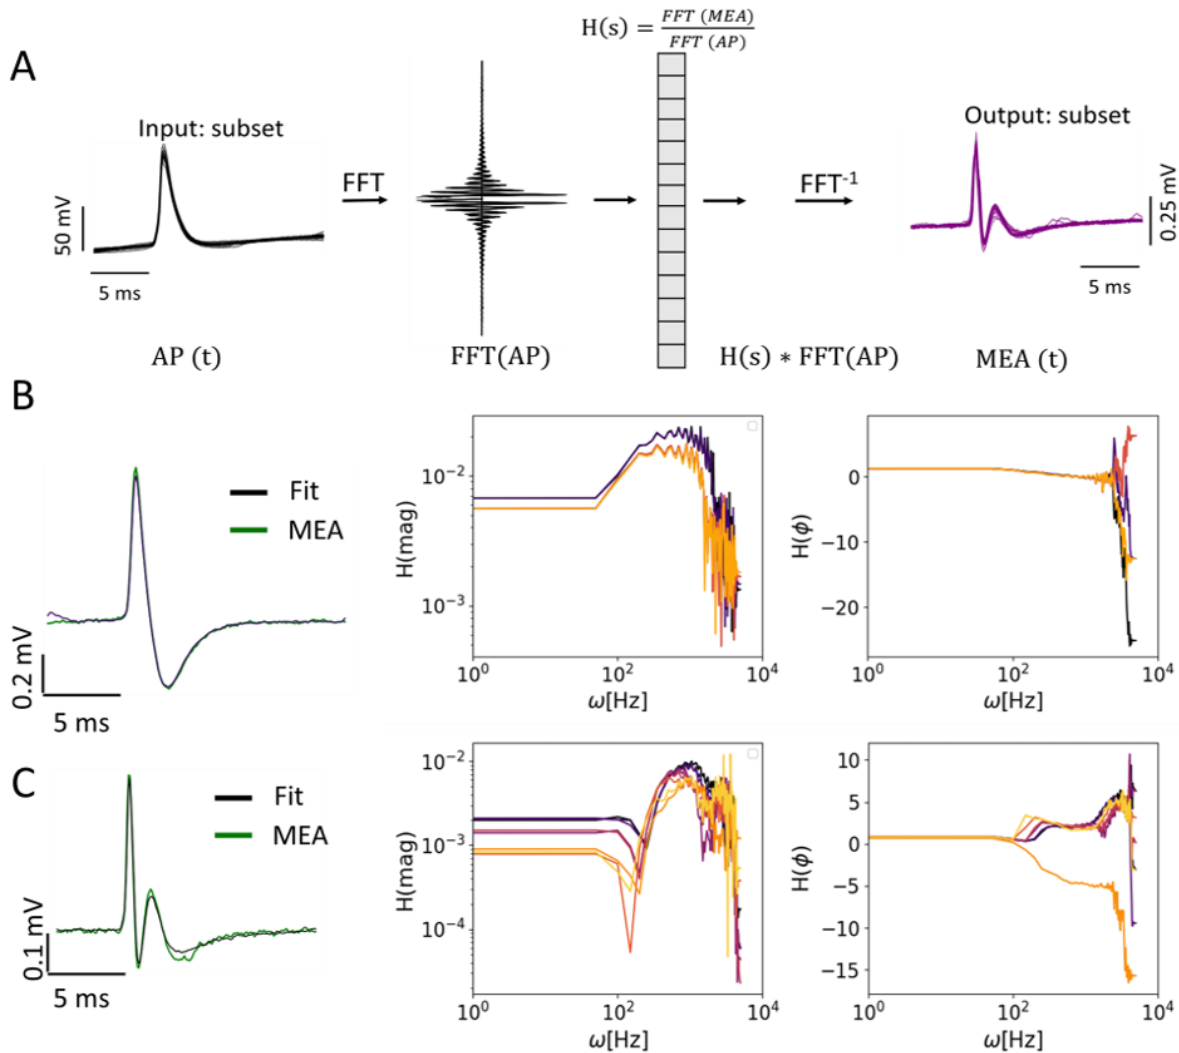 H(s) = FFT (MEA)
FFT (AP)
A
Input: subset
Output: subset
FFT
FFT⁻¹
50 mV
0.25 mV
5 ms
5 ms
AP (t)
FFT(AP)
H(s) ∗ FFT(AP)
MEA (t)
B
Fit
MEA
0.2 mV
5 ms
H(mag)
10⁻²
10⁻³
10⁰
10²
10⁴
ω[Hz]
H(ϕ)
0
−10
−20
10⁰
10²
10⁴
ω[Hz]
C
Fit
MEA
0.1 mV
5 ms
H(mag)
10⁻²
10⁻³
10⁻⁴
10⁰
10²
10⁴
ω[Hz]
H(ϕ)
10
5
0
−5
−10
−15
10⁰
10²
10⁴
ω[Hz]